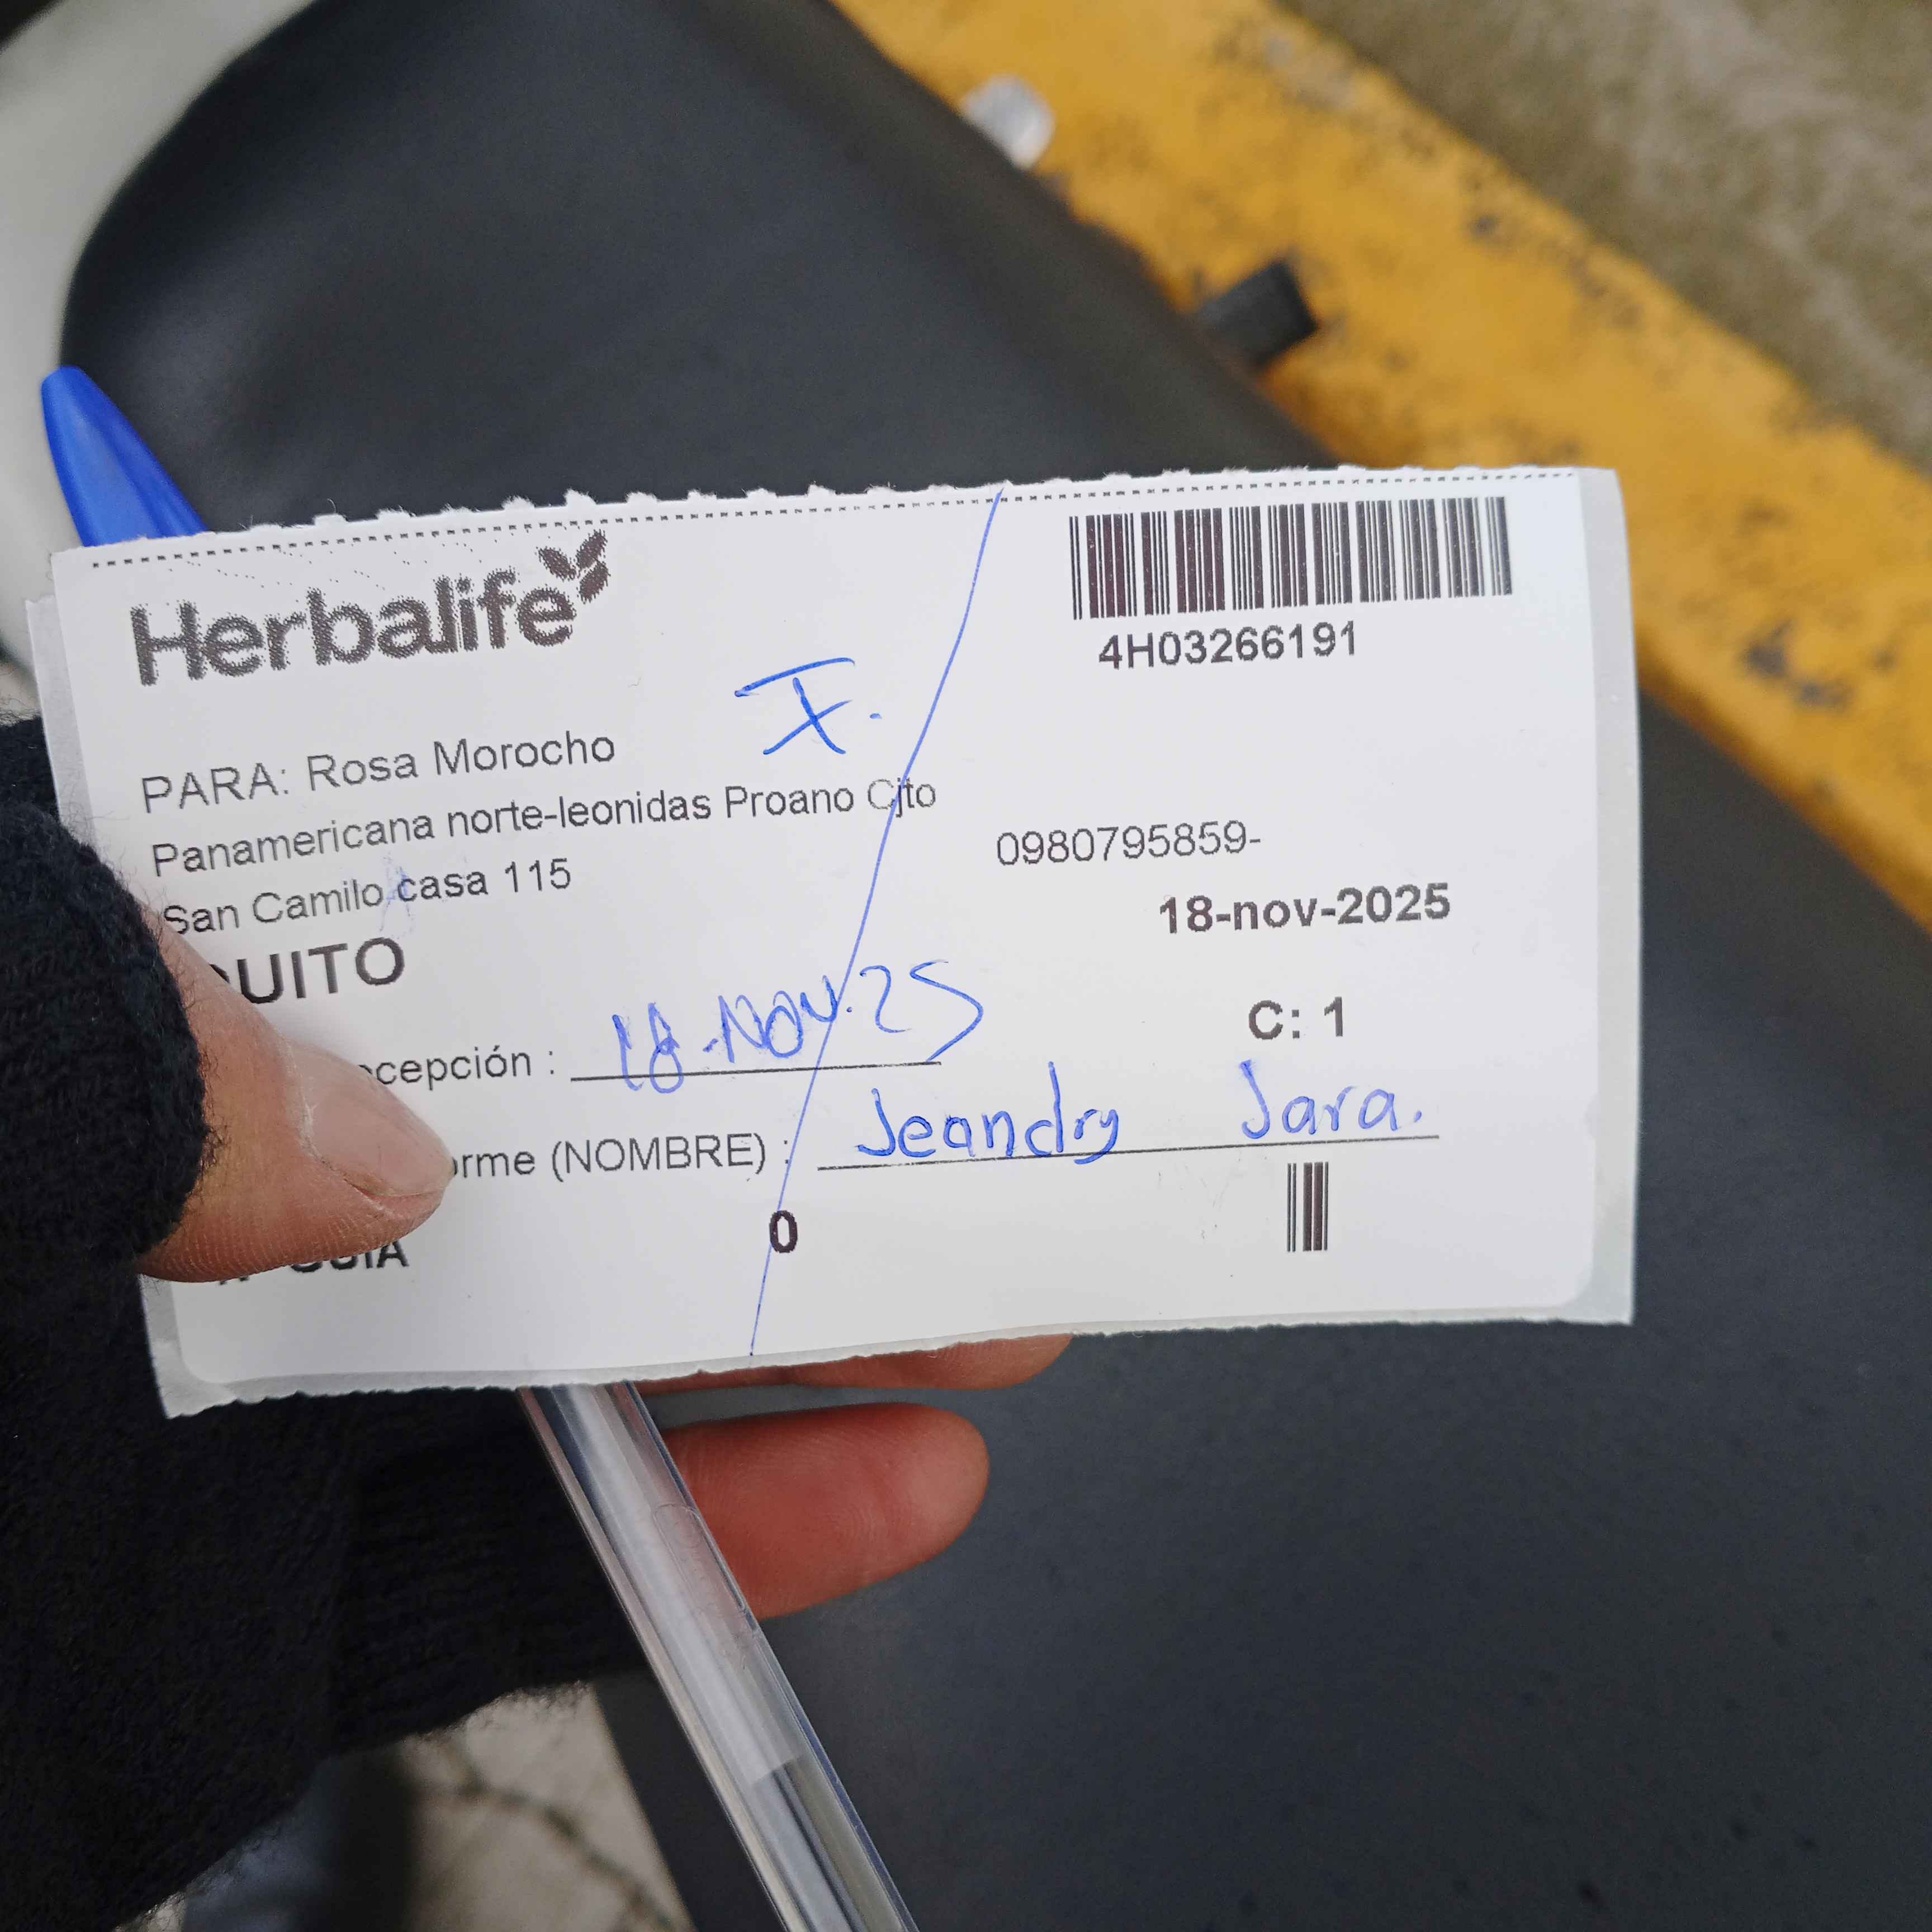 Herbalife
4H03266191
I.
PARA: Rosa Morocho
Panamericana norte-leonidas Proano Cjto
San Camilo casa 115
0980795859-
18-nov-2025
UITO
cepción : 18-NOV.25
C: 1
rme (NOMBRE) : Jeandry Jara.
0
GUIA